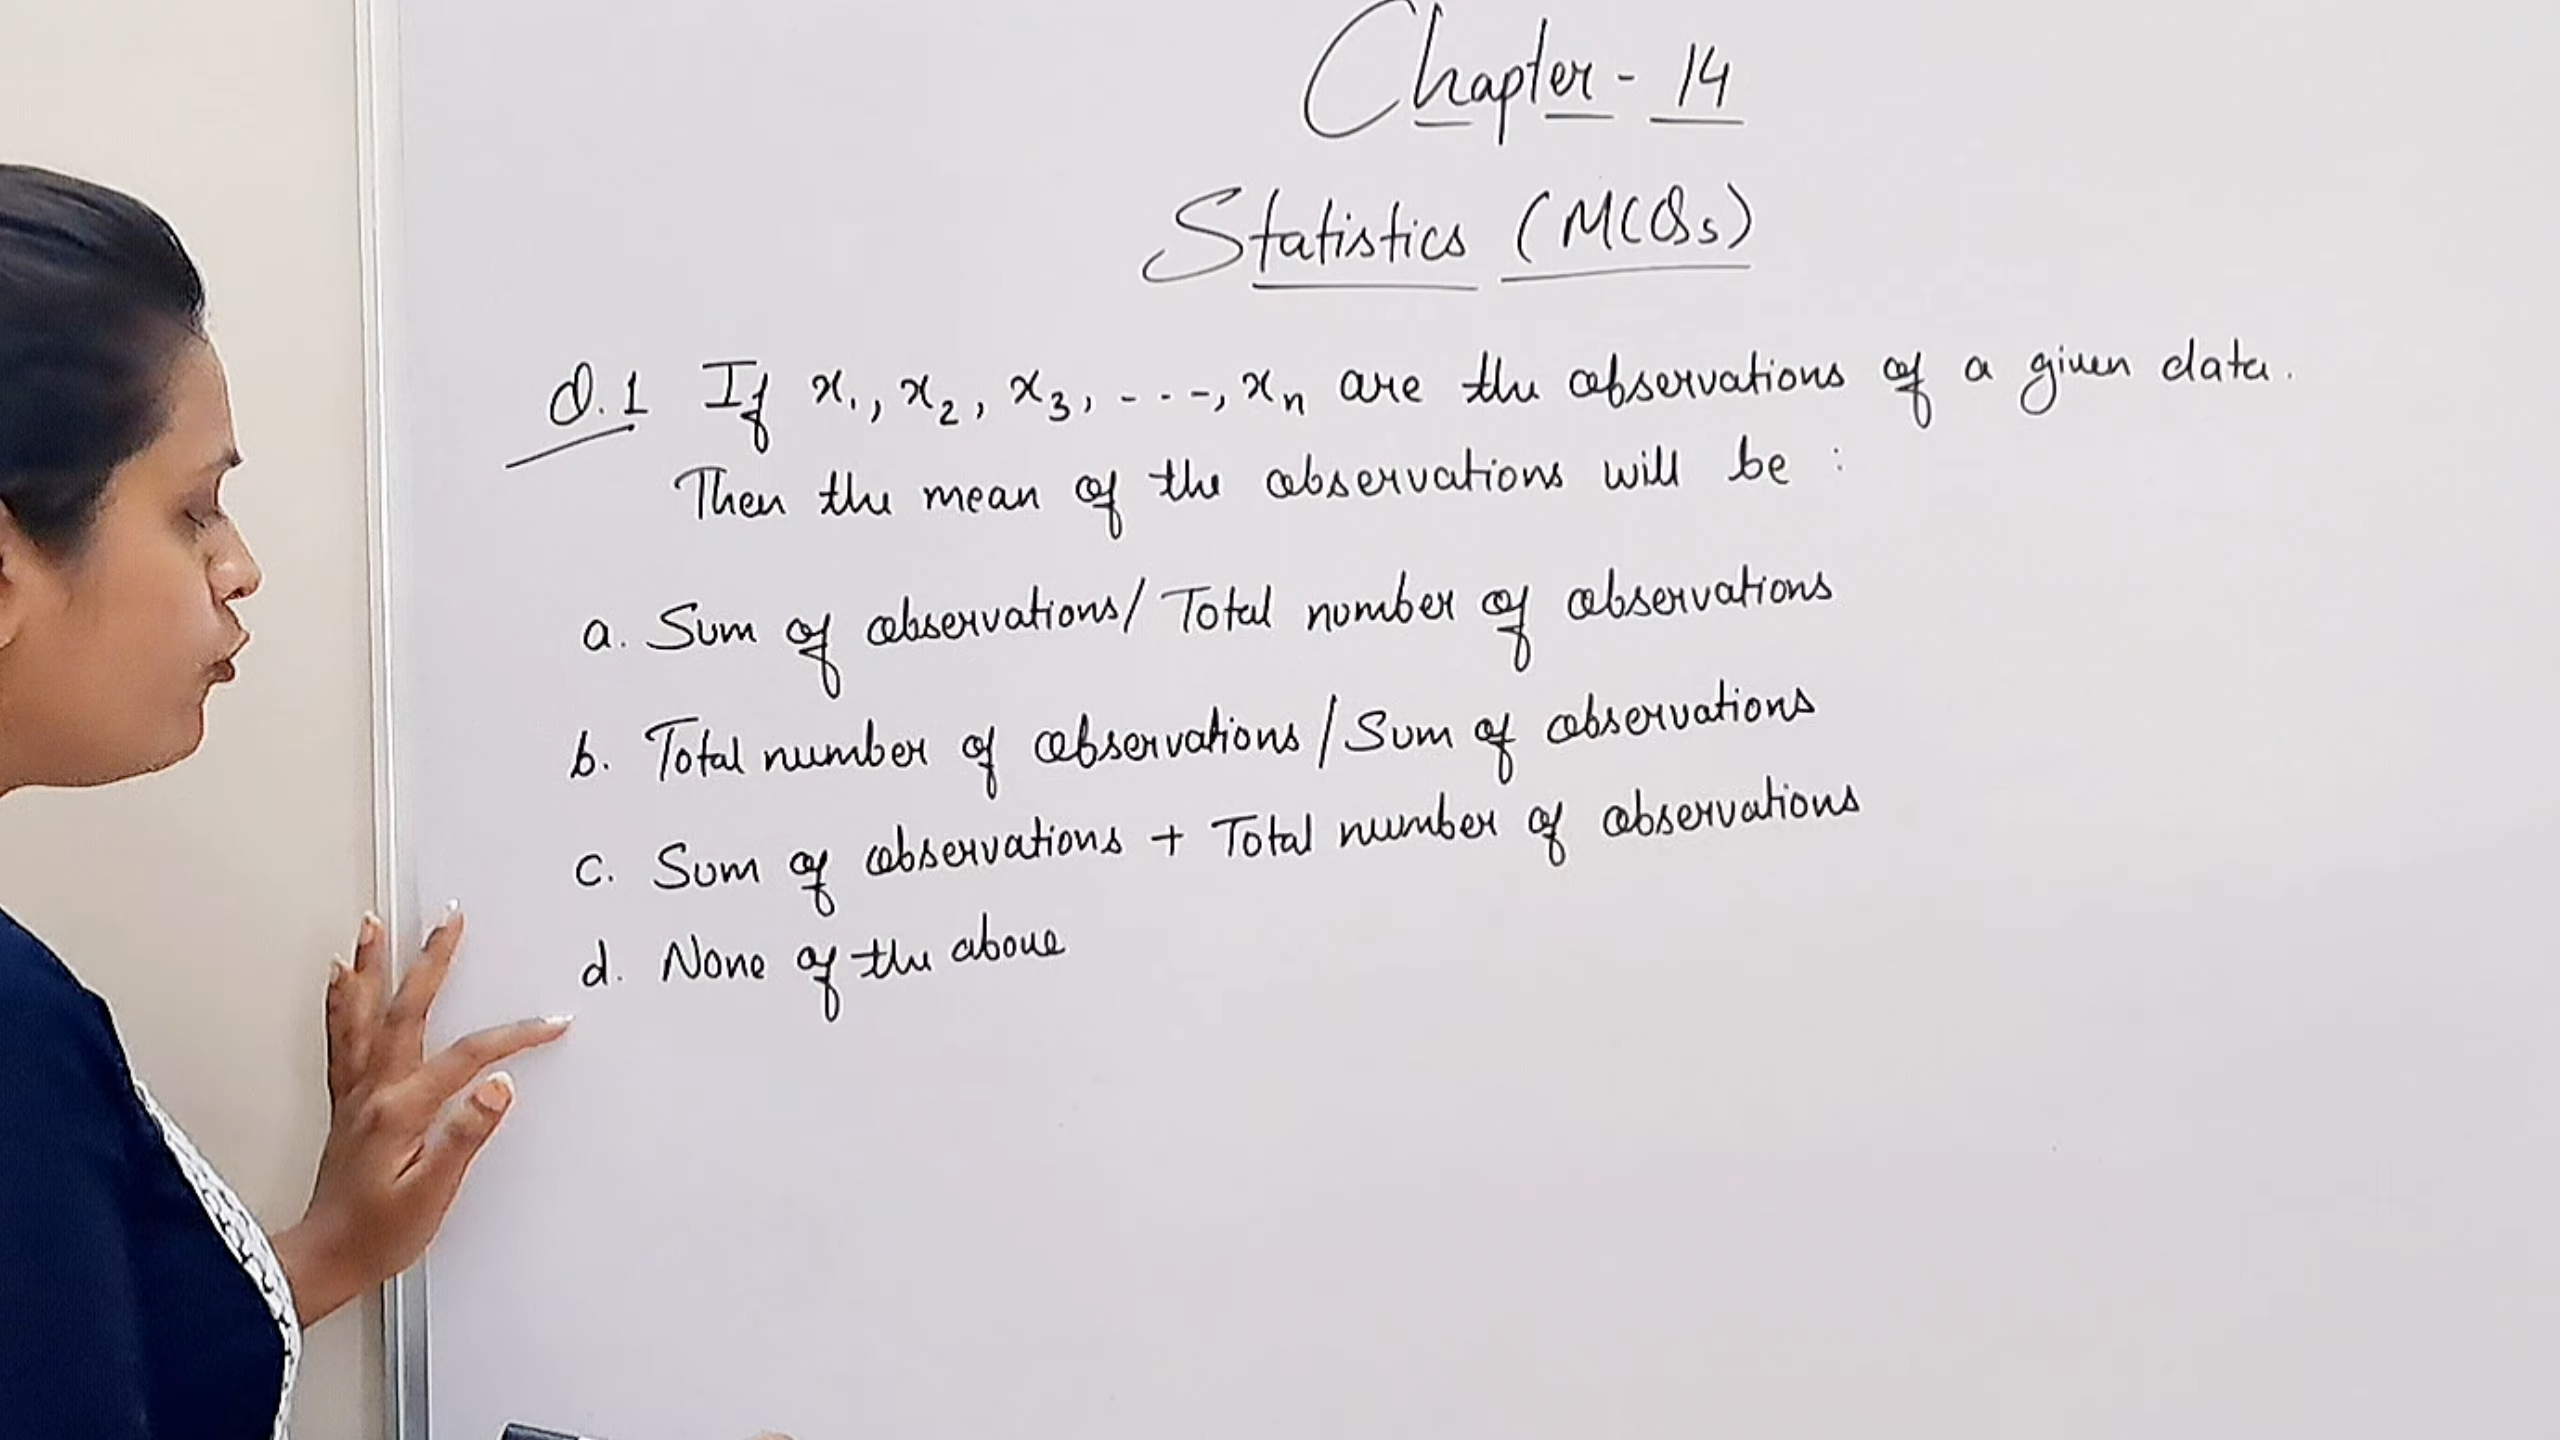 Chapter - 14
Statistics (MCQs)
Q.1 If x₁, x₂, x₃, - - - -, xₙ are the observations of a given data.
Then the mean of the observations will be :
a. Sum of observations/ Total number of observations
b. Total number of observations / Sum of observations
c. Sum of observations + Total number of observations
d. None of the above